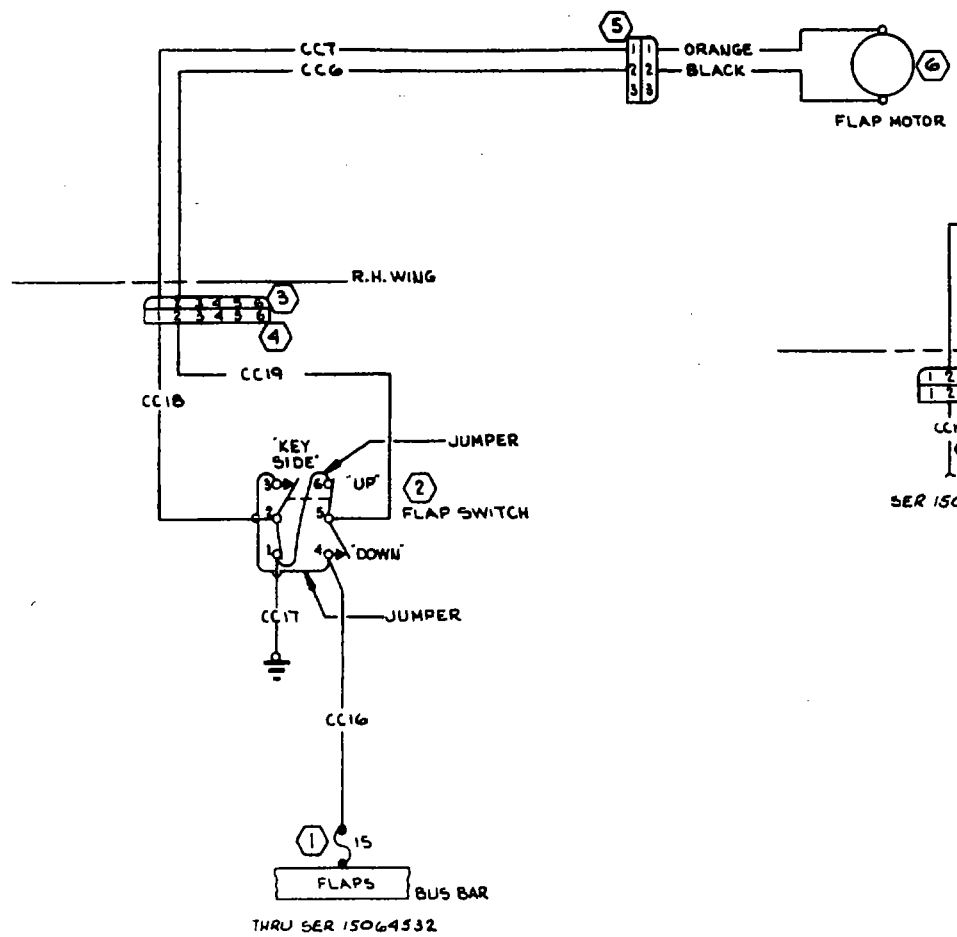 5
CC7
1 1
ORANGE
CC6
2 2
BLACK
3 3
6
FLAP MOTOR
R.H. WING
2 3 4 5 6
3
2 3 4 5 6
4
1 2
1 2
CC19
CC18
"KEY
SIDE"
JUMPER
3
6
"UP"
2
2
5
FLAP SWITCH
1
4
"DOWN"
CC17
JUMPER
CC16
1
15
FLAPS
BUS BAR
THRU SER 15064532